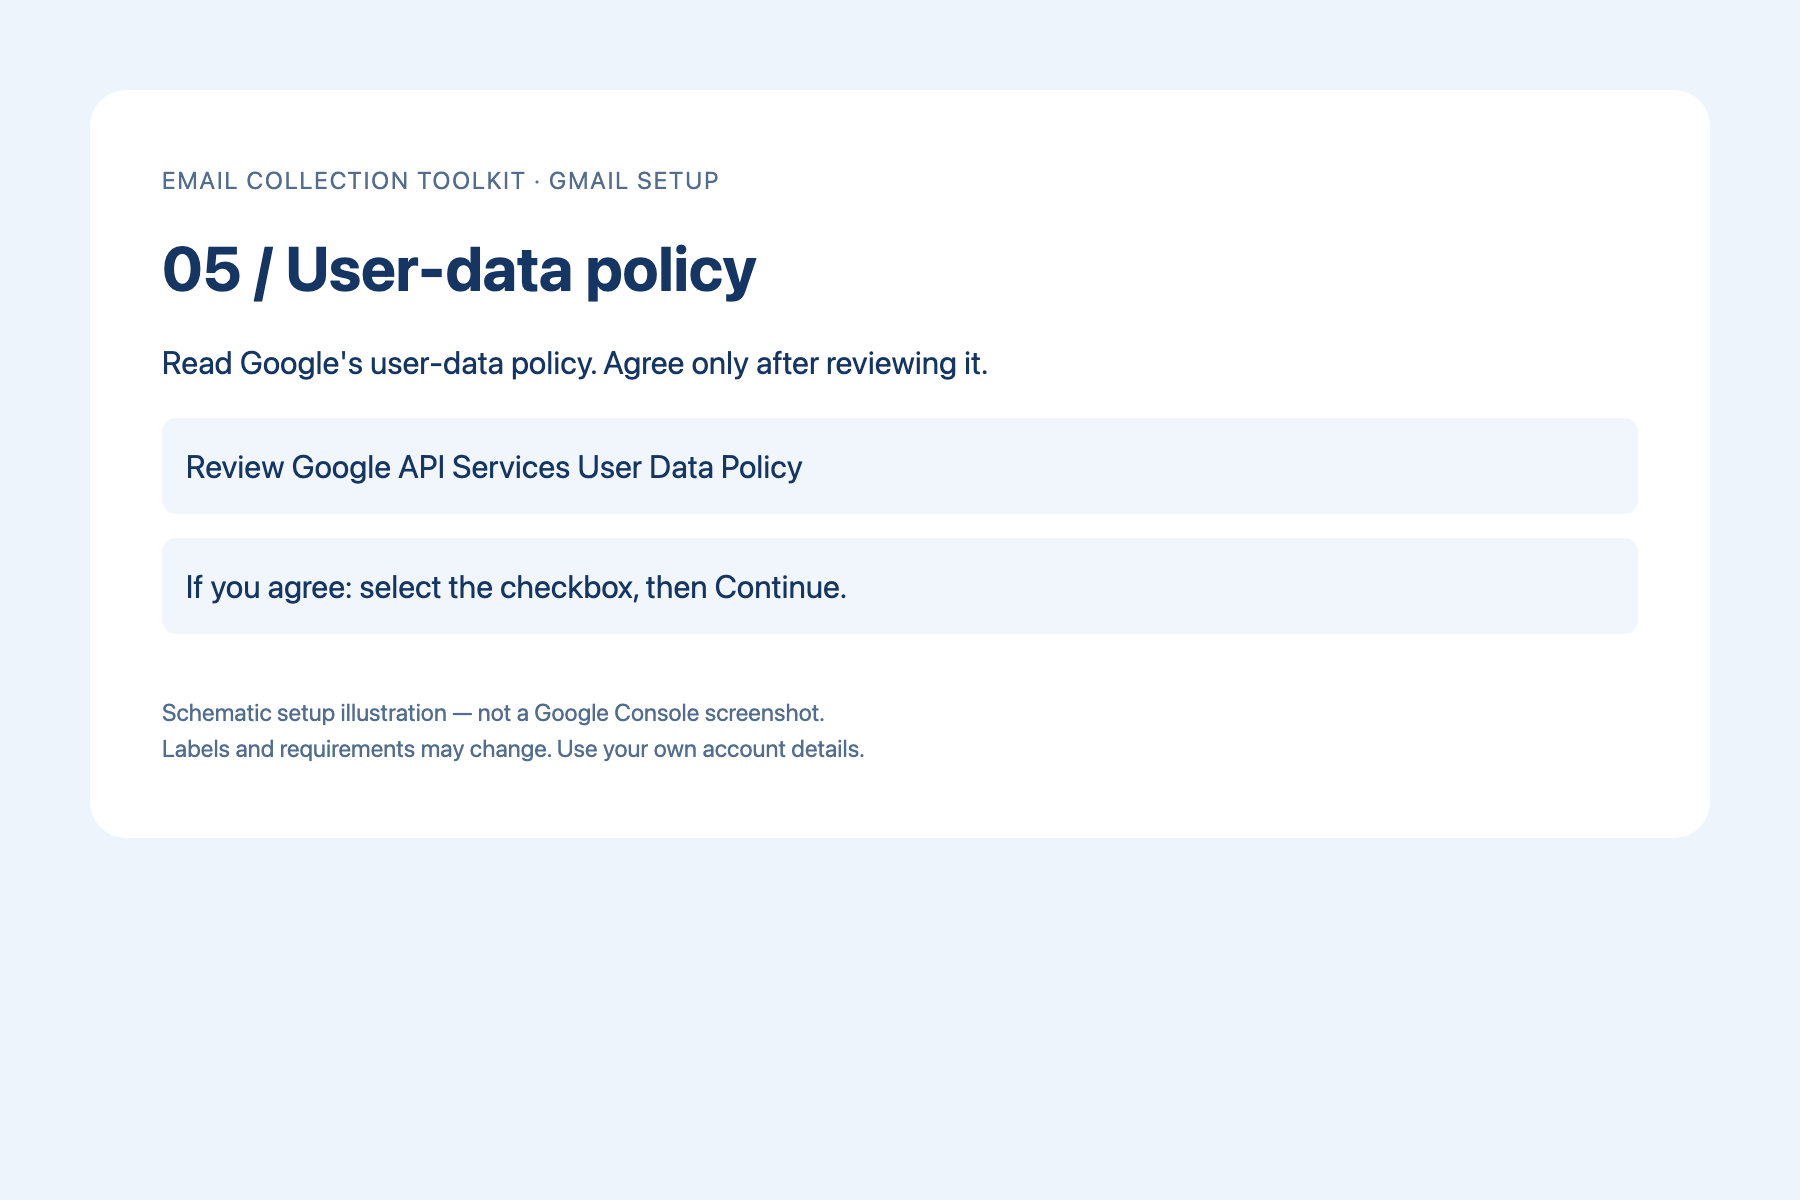 EMAIL COLLECTION TOOLKIT · GMAIL SETUP
05 / User-data policy
Read Google's user-data policy. Agree only after reviewing it.
Review Google API Services User Data Policy
If you agree: select the checkbox, then Continue.
Schematic setup illustration — not a Google Console screenshot.
Labels and requirements may change. Use your own account details.